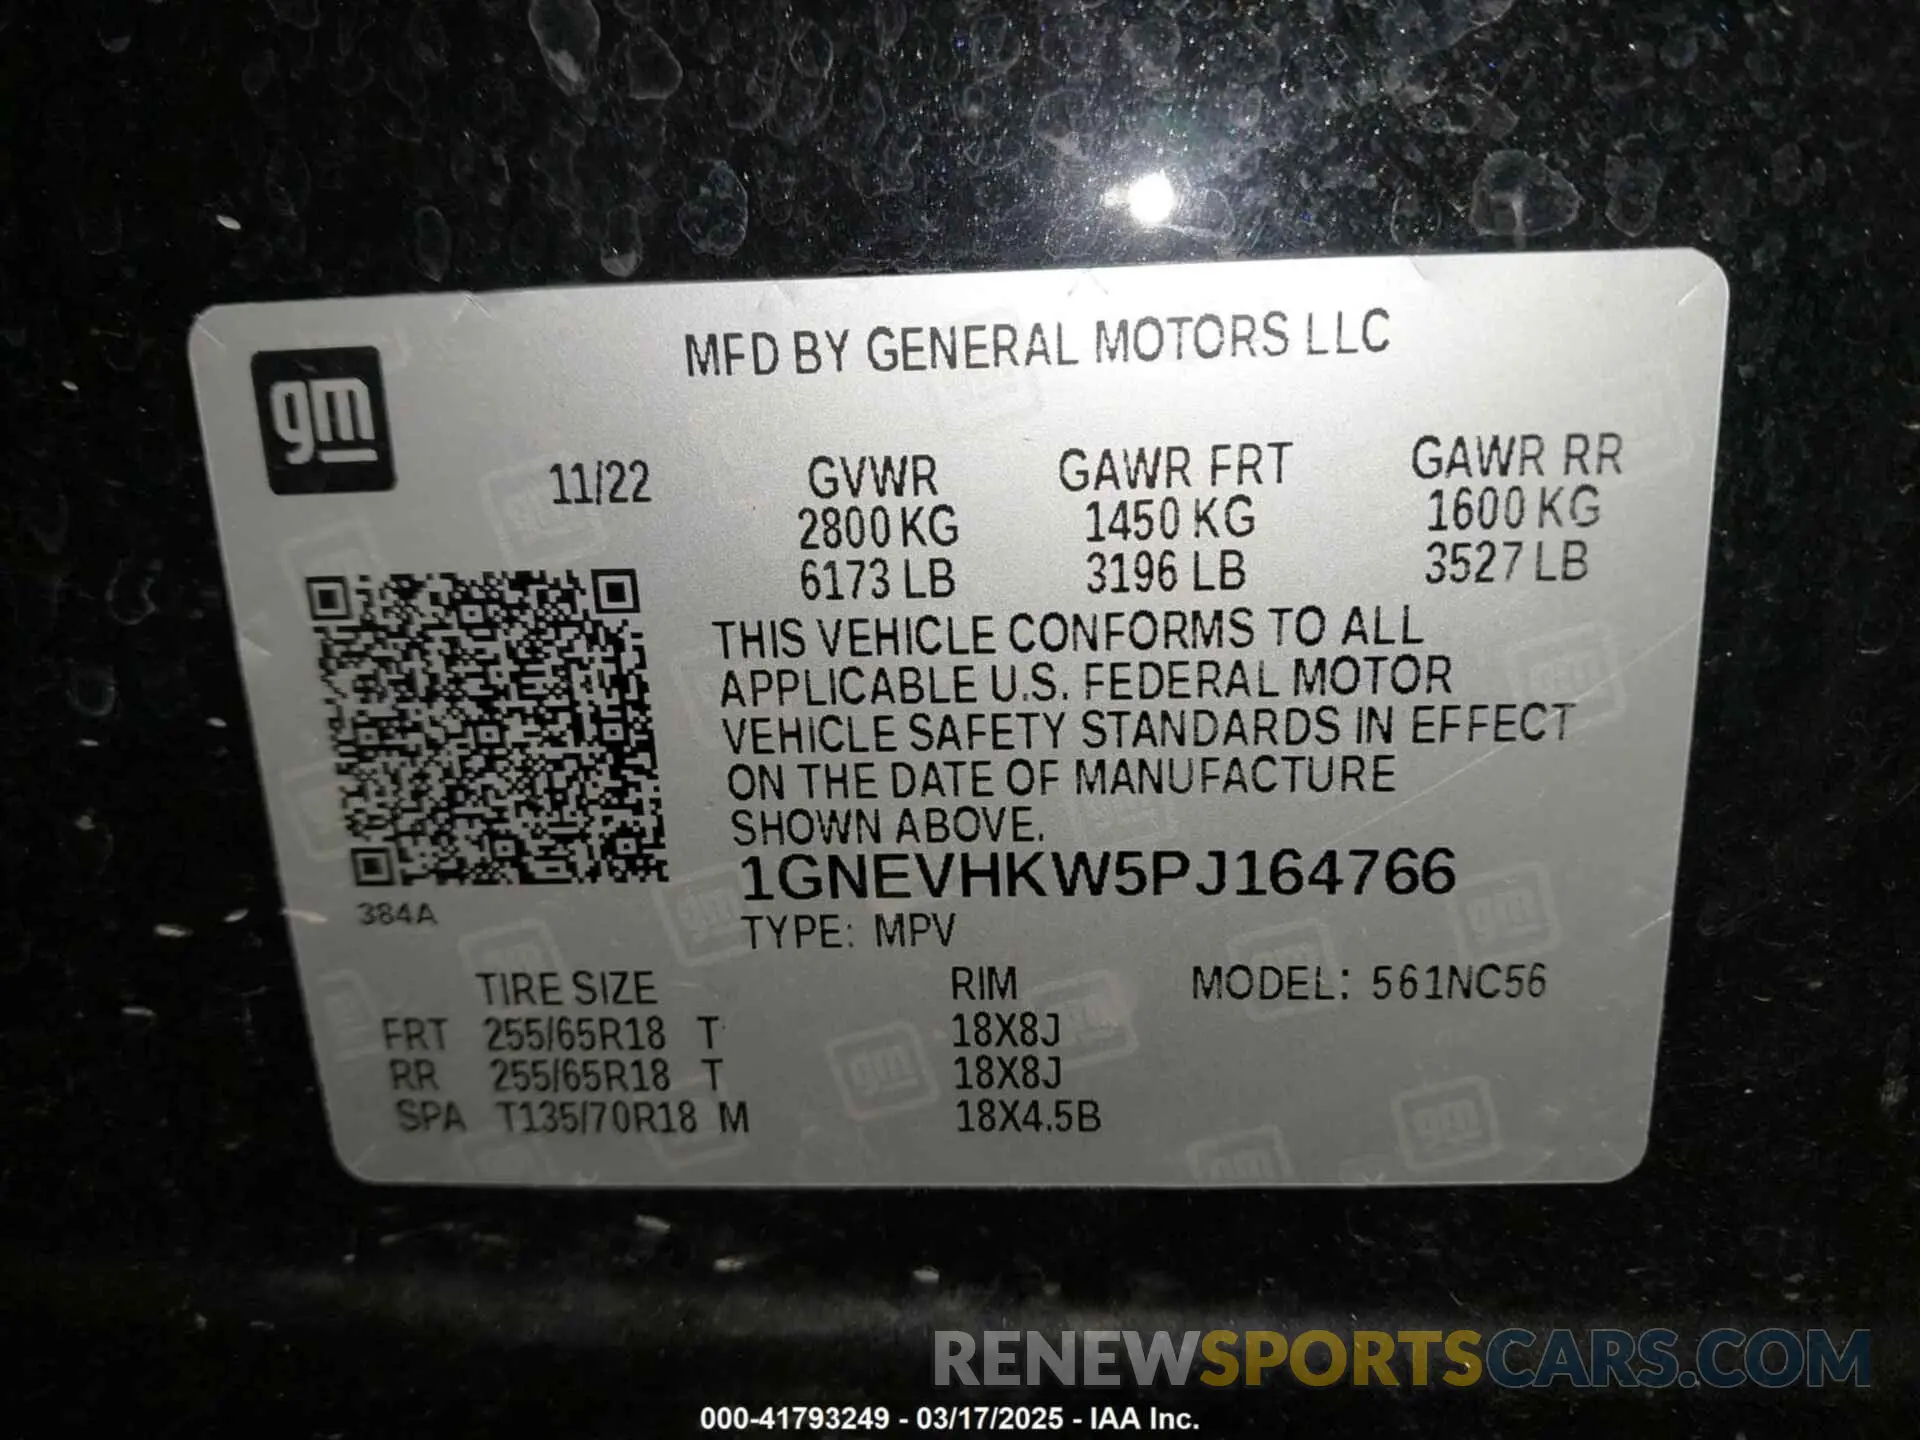 MFD BY GENERAL MOTORS LLC
gm
11/22 GVWR GAWR FRT GAWR RR
2800 KG 1450 KG 1600 KG
6173 LB 3196 LB 3527 LB
THIS VEHICLE CONFORMS TO ALL
APPLICABLE U.S. FEDERAL MOTOR
VEHICLE SAFETY STANDARDS IN EFFECT
ON THE DATE OF MANUFACTURE
SHOWN ABOVE.
1GNEVHKW5PJ164766
384A
TYPE: MPV
TIRE SIZE RIM MODEL: 561NC56
FRT 255/65R18 T 18X8J
RR 255/65R18 T 18X8J
SPA T135/70R18 M 18X4.5B
RENEWSPORTSCARS.COM
000-41793249 - 03/17/2025 - IAA Inc.